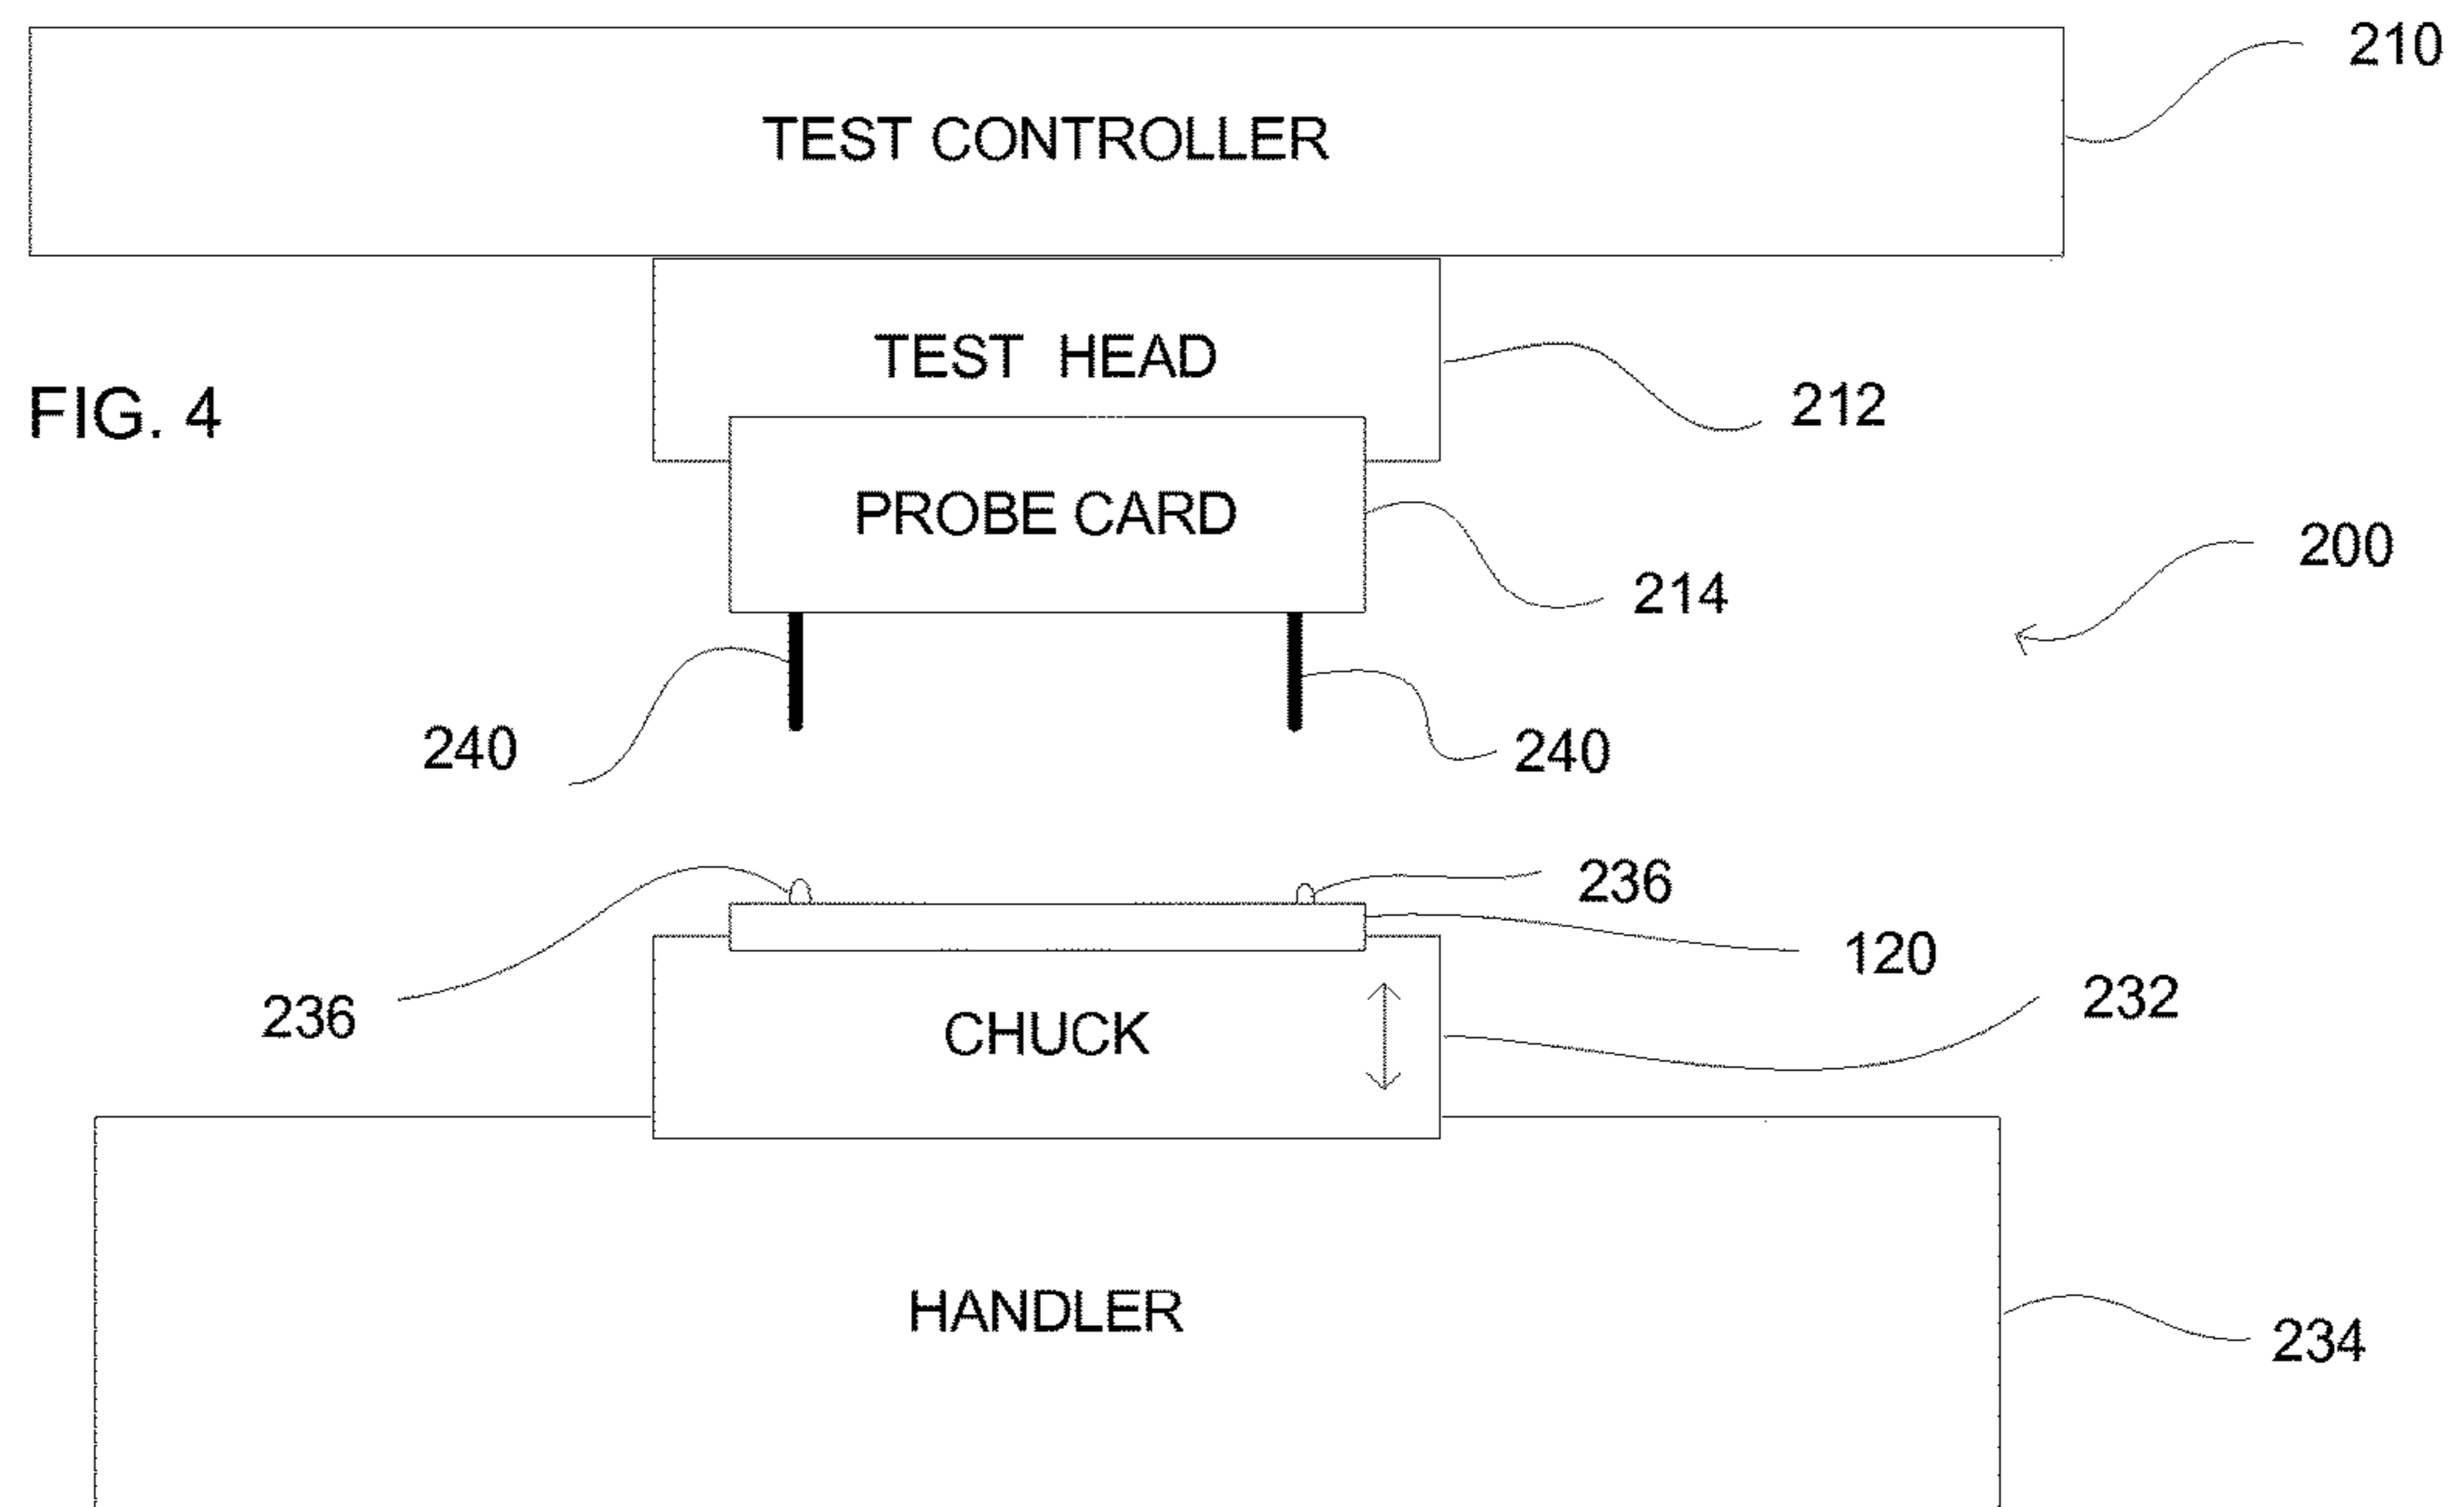 210
TEST CONTROLLER
TEST HEAD
212
FIG. 4
PROBE CARD
200
214
240
240
236
120
236
CHUCK
232
HANDLER
234